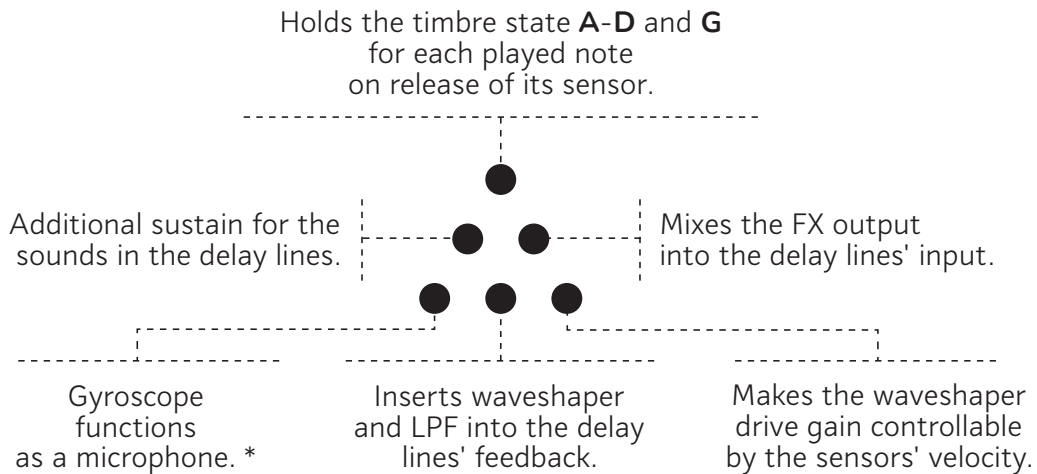 Holds the timbre state A-D and G
for each played note
on release of its sensor.
Additional sustain for the
sounds in the delay lines.
Mixes the FX output
into the delay lines' input.
Gyroscope
functions
as a microphone. *
Inserts waveshaper
and LPF into the delay
lines' feedback.
Makes the waveshaper
drive gain controllable
by the sensors' velocity.